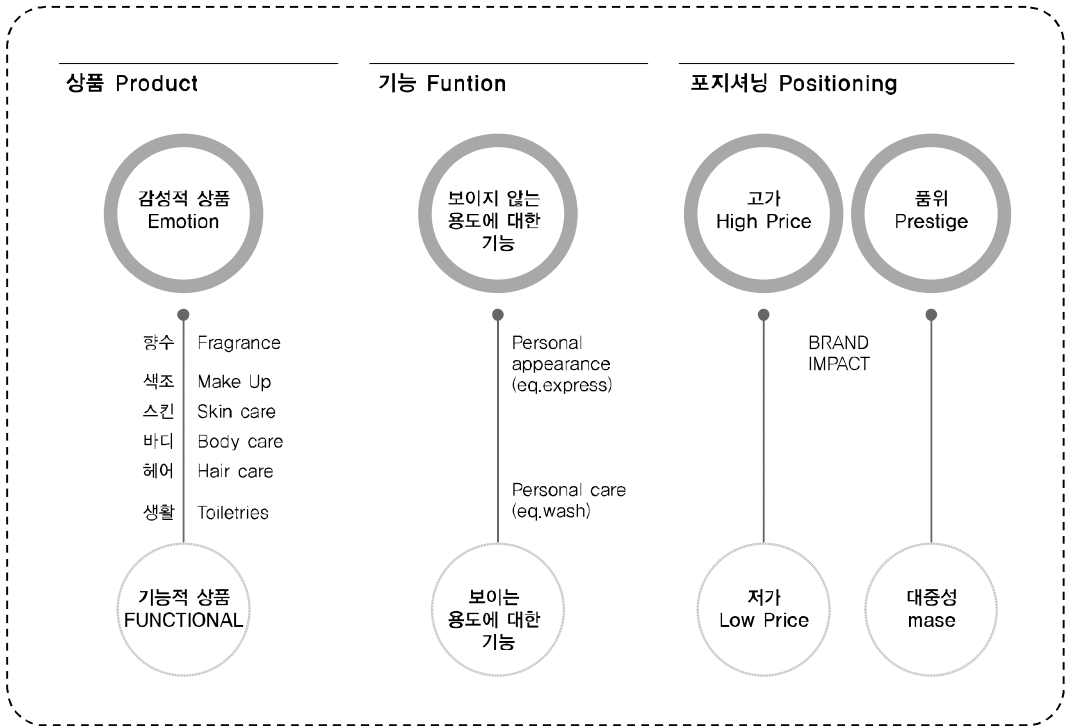 상품 Product
감성적 상품
Emotion
향수 Fragrance
색조 Make Up
스킨 Skin care
바디 Body care
헤어 Hair care
생활 Toiletries
기능적 상품
FUNCTIONAL
기능 Funtion
보이지 않는
용도에 대한
기능
Personal
appearance
(eq.express)
Personal care
(eq.wash)
보이는
용도에 대한
기능
포지셔닝 Positioning
고가
High Price
품위
Prestige
BRAND
IMPACT
저가
Low Price
대중성
mase